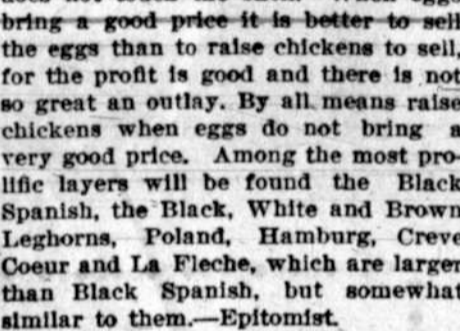 bring a good price it is better to sell
the eggs than to raise chickens to sell,
for the profit is good and there is not
so great an outlay. By all means raise
chickens when eggs do not bring a
very good price. Among the most pro-
lific layers will be found the Black
Spanish, the Black, White and Brown
Leghorns, Poland, Hamburg, Creve
Coeur and La Fleche, which are larger
than Black Spanish, but somewhat
similar to them.—Epitomist.